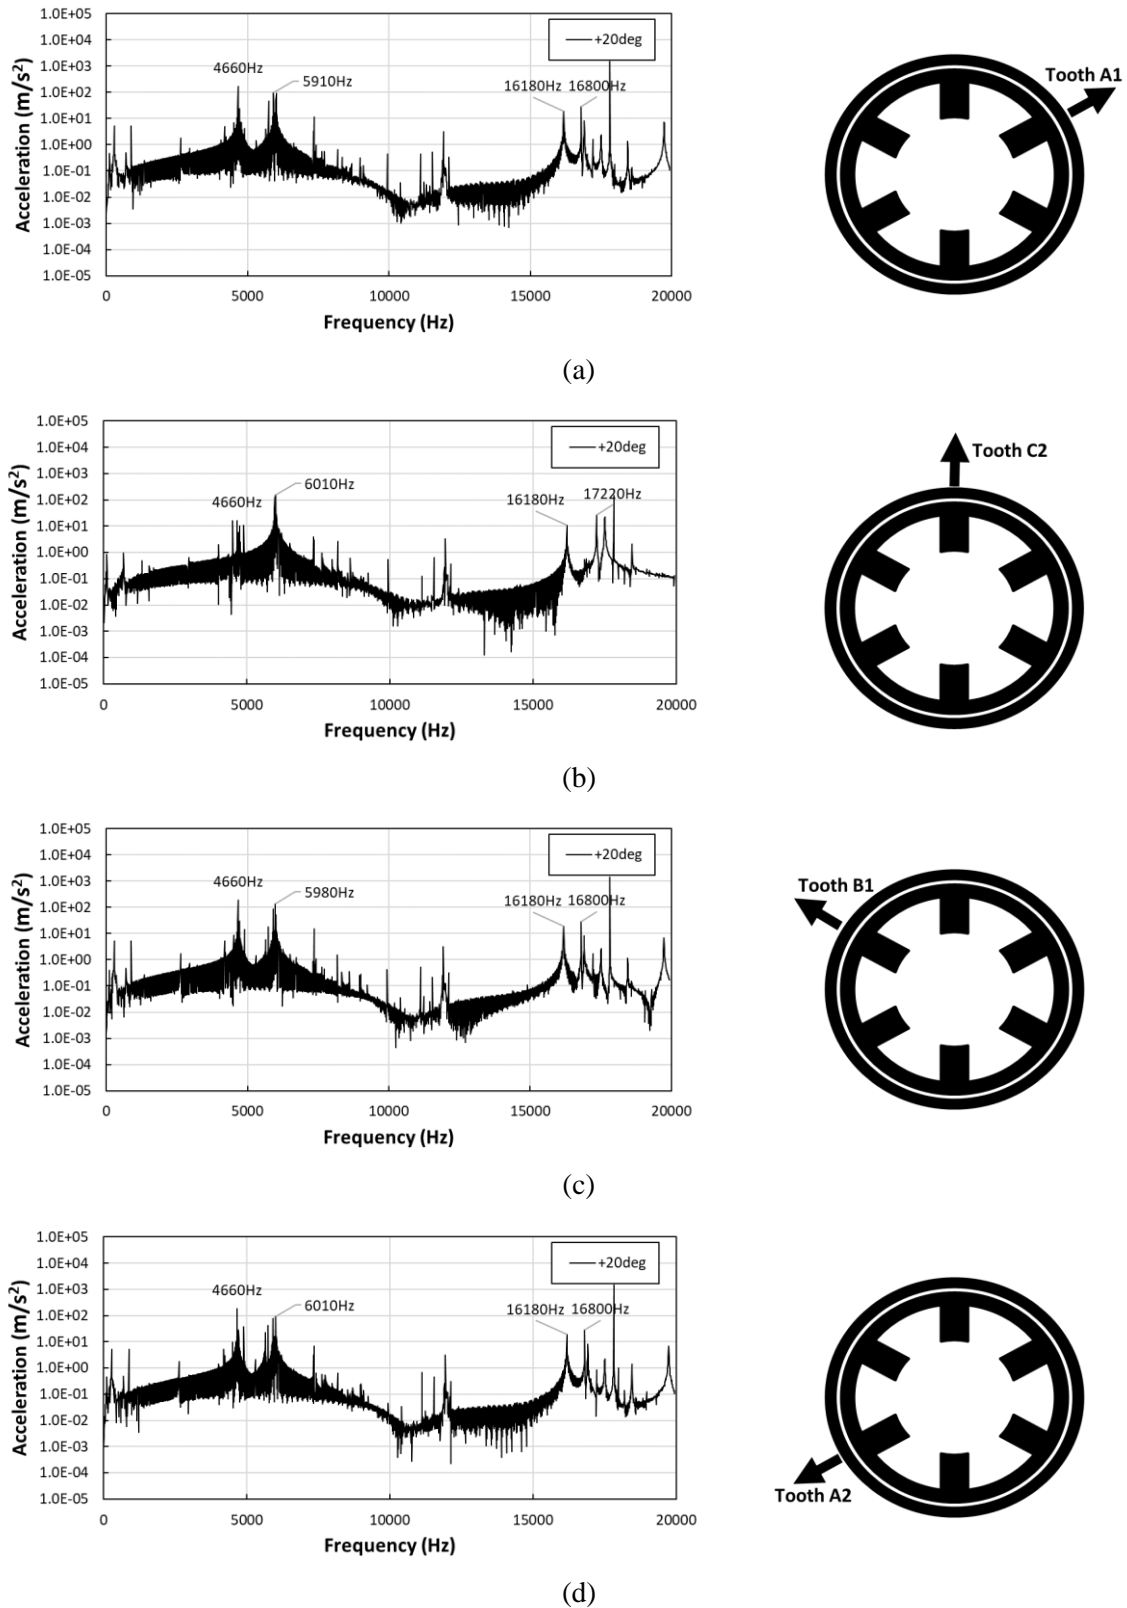 1.0E+05
1.0E+04
1.0E+03
1.0E+02
1.0E+01
1.0E+00
1.0E-01
1.0E-02
1.0E-03
1.0E-04
1.0E-05
Acceleration (m/s²)
+20deg
4660Hz
5910Hz
16180Hz
16800Hz
0 5000 10000 15000 20000
Frequency (Hz)
Tooth A1
(a)
1.0E+05
1.0E+04
1.0E+03
1.0E+02
1.0E+01
1.0E+00
1.0E-01
1.0E-02
1.0E-03
1.0E-04
1.0E-05
Acceleration (m/s²)
+20deg
4660Hz
6010Hz
16180Hz
17220Hz
0 5000 10000 15000 20000
Frequency (Hz)
Tooth C2
(b)
1.0E+05
1.0E+04
1.0E+03
1.0E+02
1.0E+01
1.0E+00
1.0E-01
1.0E-02
1.0E-03
1.0E-04
1.0E-05
Acceleration (m/s²)
+20deg
4660Hz
5980Hz
16180Hz
16800Hz
0 5000 10000 15000 20000
Frequency (Hz)
Tooth B1
(c)
1.0E+05
1.0E+04
1.0E+03
1.0E+02
1.0E+01
1.0E+00
1.0E-01
1.0E-02
1.0E-03
1.0E-04
1.0E-05
Acceleration (m/s²)
+20deg
4660Hz
6010Hz
16180Hz
16800Hz
0 5000 10000 15000 20000
Frequency (Hz)
Tooth A2
(d)